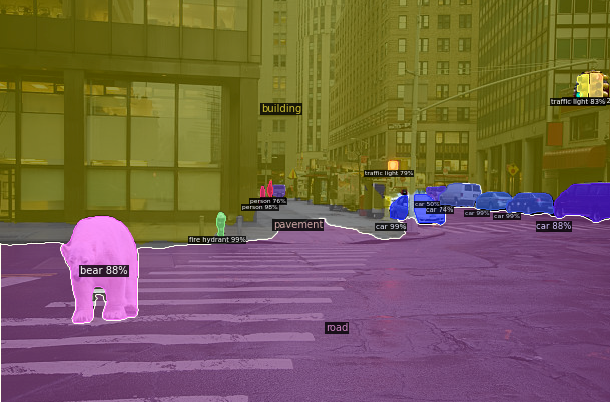 traffic light 83%
building
traffic light 79%
person 76%
person 98%
car 50%
car 74%
car 99%
car 99%
pavement
car 99%
car 88%
fire hydrant 99%
bear 88%
road